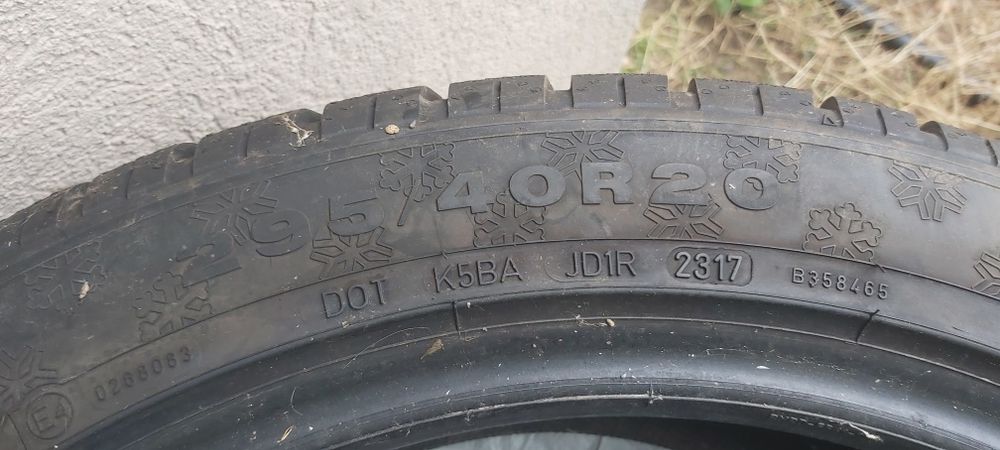 295/40R20
DOT K5BA JD1R 2317 B358465
0268063
E4